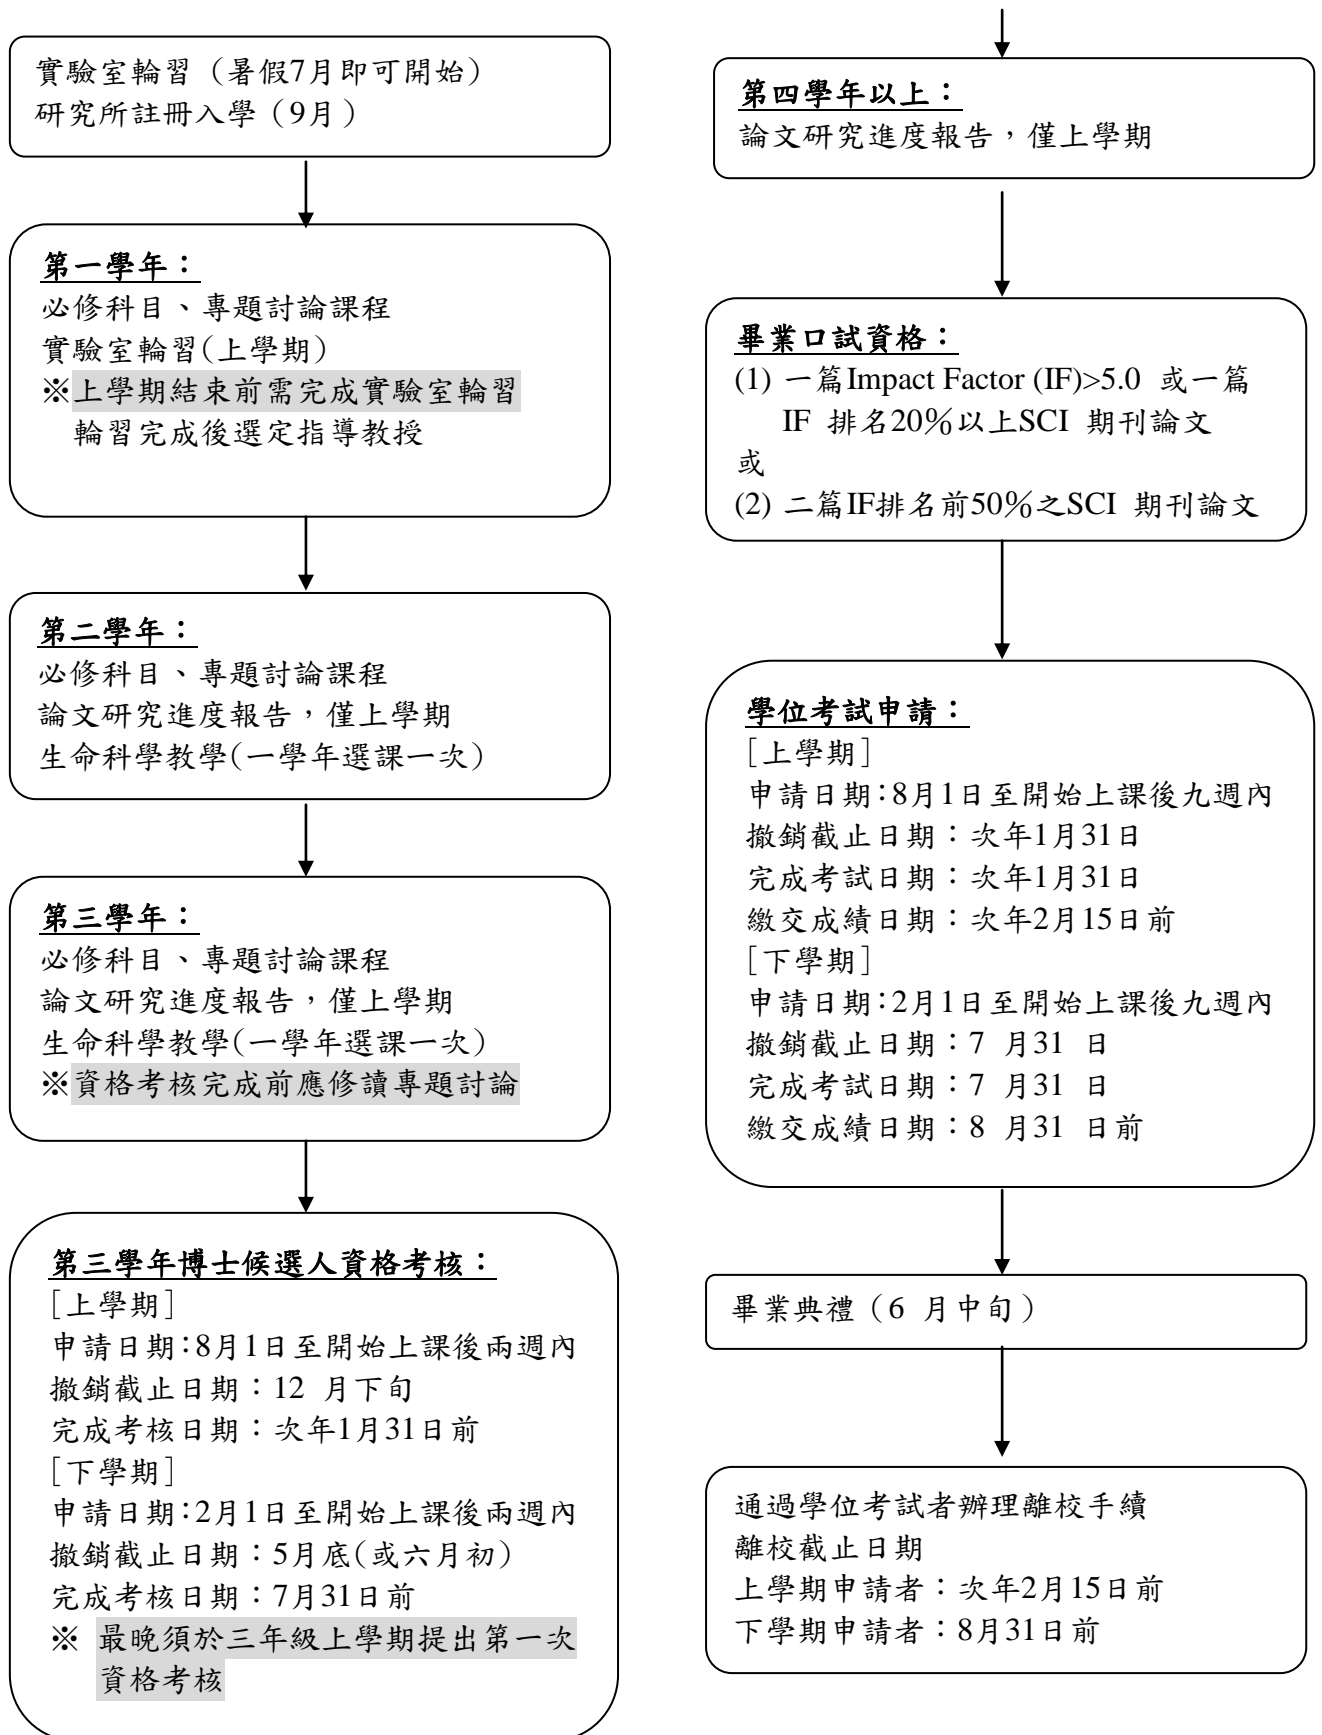 實驗室輪習（暑假7月即可開始）
研究所註冊入學（9月）
第一學年：
必修科目、專題討論課程
實驗室輪習(上學期)
※上學期結束前需完成實驗室輪習
輪習完成後選定指導教授
第二學年：
必修科目、專題討論課程
論文研究進度報告，僅上學期
生命科學教學(一學年選課一次)
第三學年：
必修科目、專題討論課程
論文研究進度報告，僅上學期
生命科學教學(一學年選課一次)
※資格考核完成前應修讀專題討論
第三學年博士候選人資格考核：
[上學期]
申請日期：8月1日至開始上課後兩週內
撤銷截止日期：12 月下旬
完成考核日期：次年1月31日前
[下學期]
申請日期：2月1日至開始上課後兩週內
撤銷截止日期：5月底(或六月初)
完成考核日期：7月31日前
※ 最晚須於三年級上學期提出第一次
資格考核
第四學年以上：
論文研究進度報告，僅上學期
畢業口試資格：
(1) 一篇Impact Factor (IF)>5.0 或一篇
IF 排名20%以上SCI 期刊論文
或
(2) 二篇IF排名前50%之SCI 期刊論文
學位考試申請：
[上學期]
申請日期：8月1日至開始上課後九週內
撤銷截止日期：次年1月31日
完成考試日期：次年1月31日
繳交成績日期：次年2月15日前
[下學期]
申請日期：2月1日至開始上課後九週內
撤銷截止日期：7 月31 日
完成考試日期：7 月31 日
繳交成績日期：8 月31 日前
畢業典禮（6 月中旬）
通過學位考試者辦理離校手續
離校截止日期
上學期申請者：次年2月15日前
下學期申請者：8月31日前